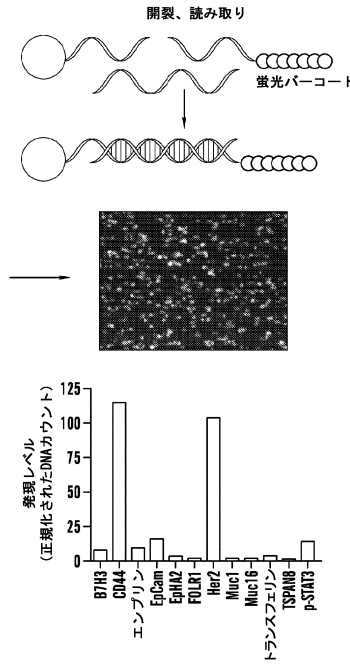 開裂、読み取り
蛍光バーコート
発現レベル
(正規化されたDNAカウント)
125
100
75
50
25
0
B7H3
CD44
エンプリン
EpCam
EpHA2
FOLR1
Her2
Muc1
Muc16
トランスフェリン
TSPAN8
p-STAT3